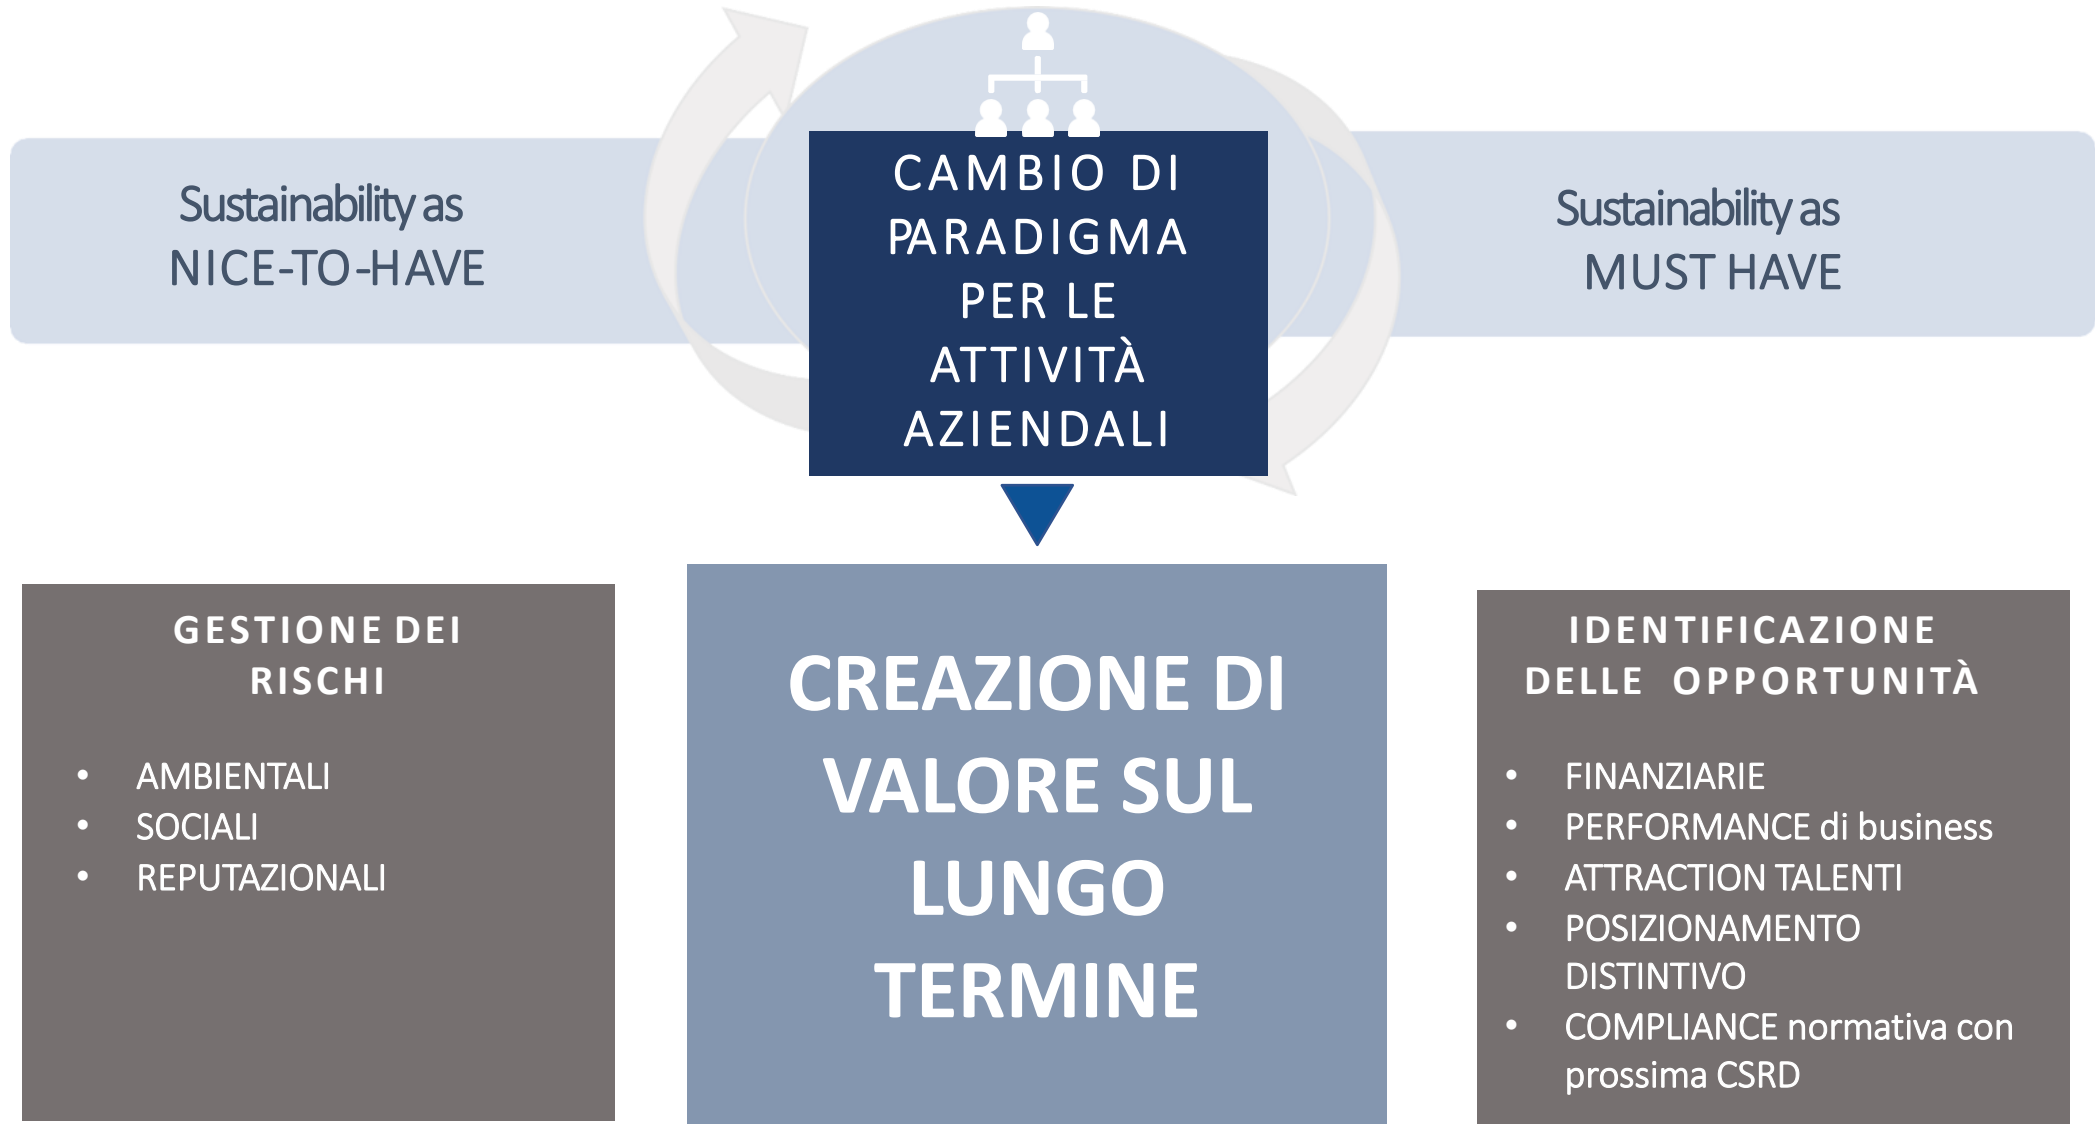 Sustainability as
NICE-TO-HAVE
CAMBIO DI
PARADIGMA
PER LE
ATTIVITÀ
AZIENDALI
Sustainability as
MUST HAVE
GESTIONE DEI
RISCHI
• AMBIENTALI
• SOCIALI
• REPUTAZIONALI
CREAZIONE DI
VALORE SUL
LUNGO
TERMINE
IDENTIFICAZIONE
DELLE OPPORTUNITÀ
• FINANZIARIE
• PERFORMANCE di business
• ATTRACTION TALENTI
• POSIZIONAMENTO
DISTINTIVO
• COMPLIANCE normativa con
prossima CSRD